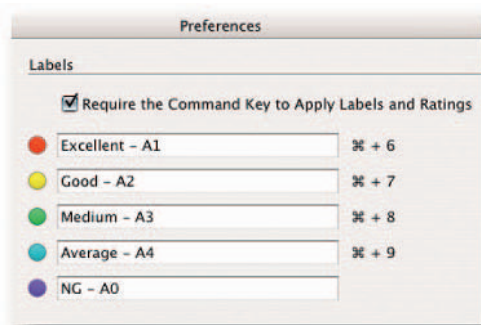 Preferences
Labels
Require the Command Key to Apply Labels and Ratings
Excellent – A1 ⌘ + 6
Good – A2 ⌘ + 7
Medium – A3 ⌘ + 8
Average – A4 ⌘ + 9
NG – A0